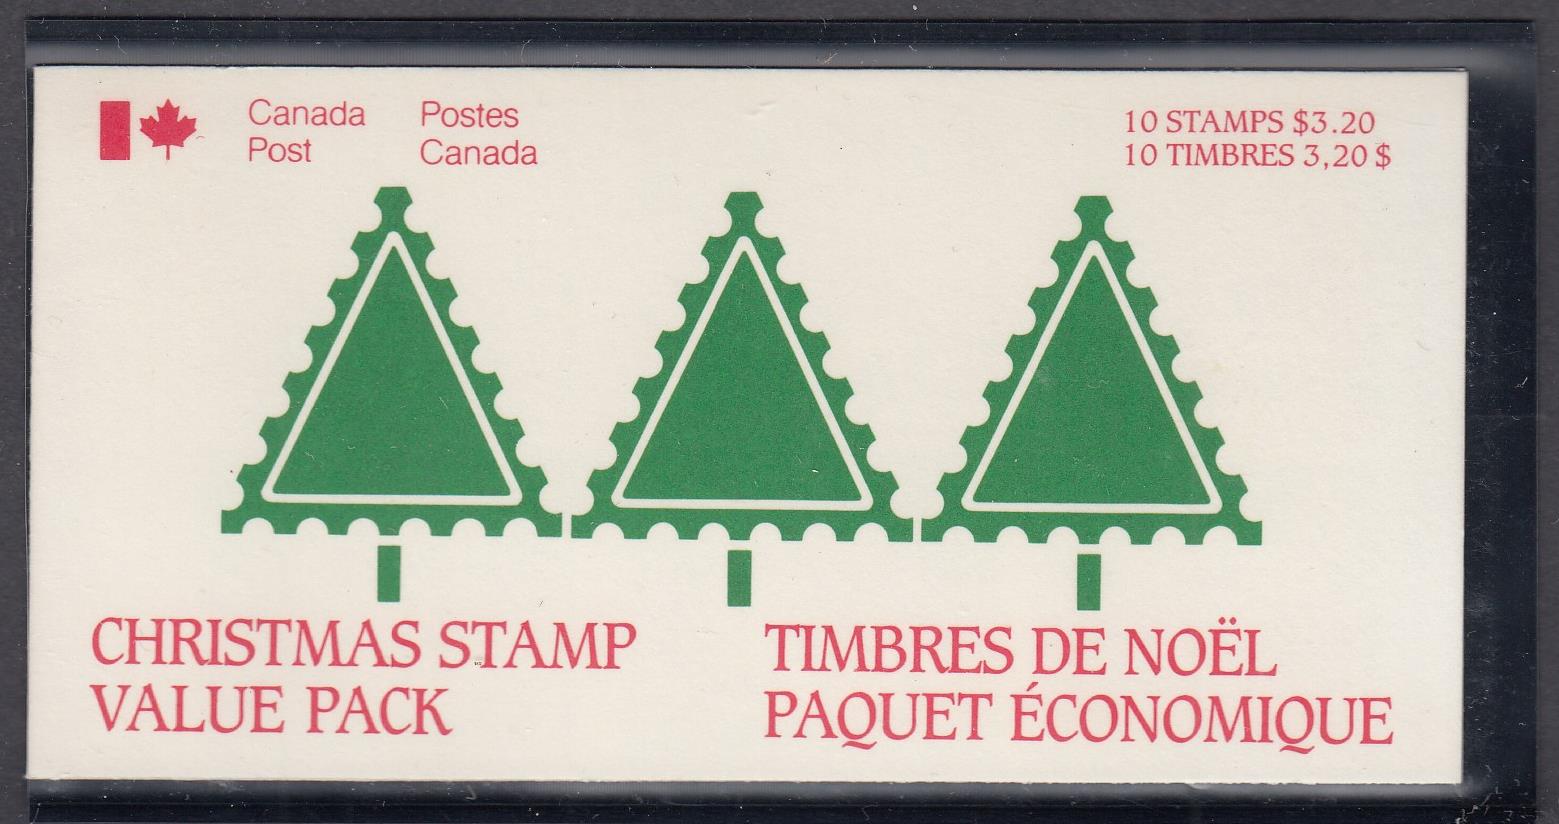 Canada Post
Postes Canada
10 STAMPS $3.20
10 TIMBRES 3,20 $
CHRISTMAS STAMP
VALUE PACK
TIMBRES DE NOËL
PAQUET ÉCONOMIQUE